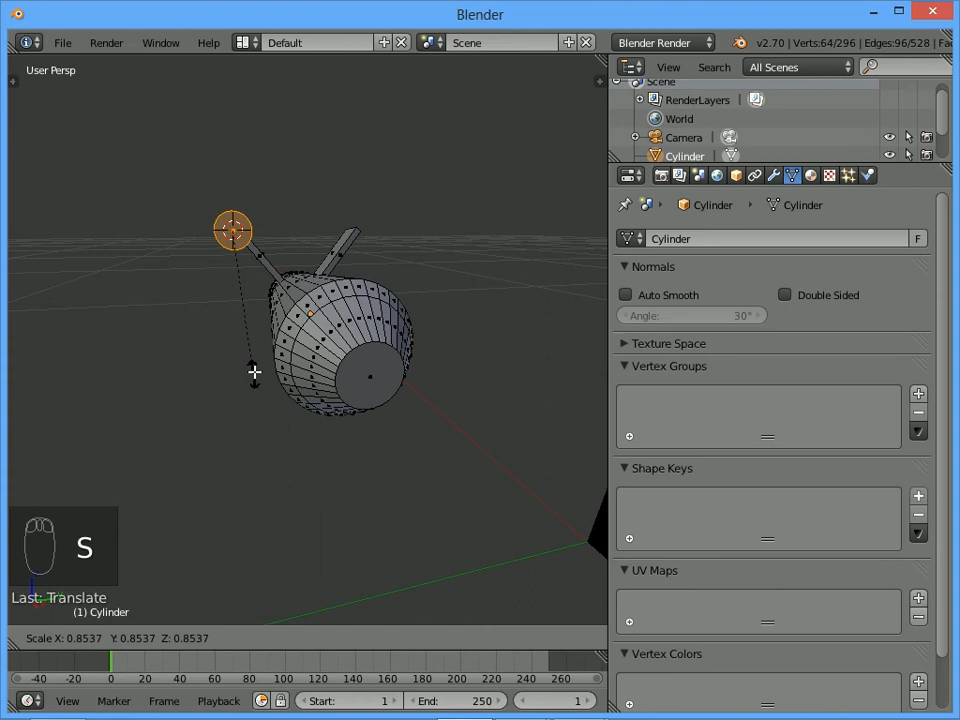 Blender
File Render Window Help Default Scene Blender Render v2.70 | Verts:64/296 | Edges:96/528 | Fac
User Persp
View Search All Scenes
Scene
RenderLayers
World
Camera
Cylinder
Cylinder Cylinder
Cylinder F
Normals
Auto Smooth Double Sided
Angle: 30°
Texture Space
Vertex Groups
Shape Keys
S
UV Maps
Last: Translate
(1) Cylinder
Scale X: 0.8537 Y: 0.8537 Z: 0.8537
Vertex Colors
-40 -20 0 20 40 60 80 100 120 140 160 180 200 220 240 260
View Marker Frame Playback Start: 1 End: 250 1